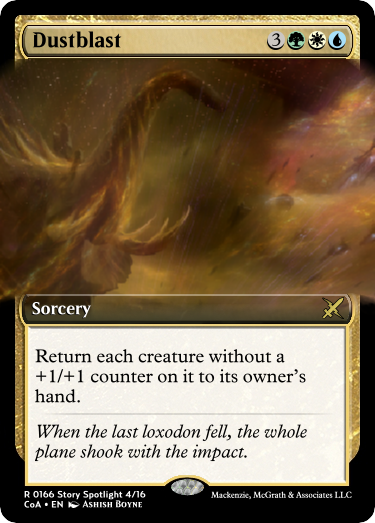 Dustblast 3
Sorcery
Return each creature without a
+1/+1 counter on it to its owner's
hand.
When the last loxodon fell, the whole
plane shook with the impact.
R 0166 Story Spotlight 4/16
CoA • EN Ashish Boyne
Mackenzie, McGrath & Associates LLC